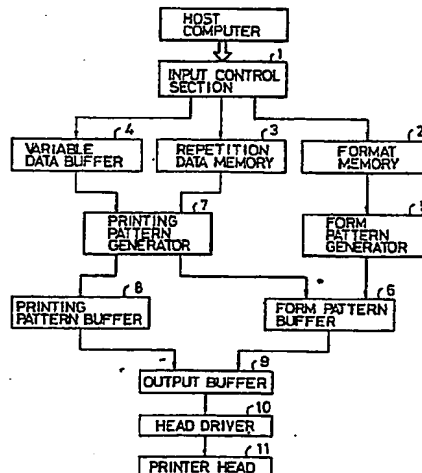 HOST
COMPUTER
1
INPUT CONTROL
SECTION
4
VARIABLE
DATA BUFFER
3
REPETITION
DATA MEMORY
2
FORMAT
MEMORY
7
PRINTING
PATTERN
GENERATOR
5
FORM
PATTERN
GENERATOR
8
PRINTING
PATTERN BUFFER
6
FORM PATTERN
BUFFER
9
OUTPUT BUFFER
10
HEAD DRIVER
11
PRINTER HEAD